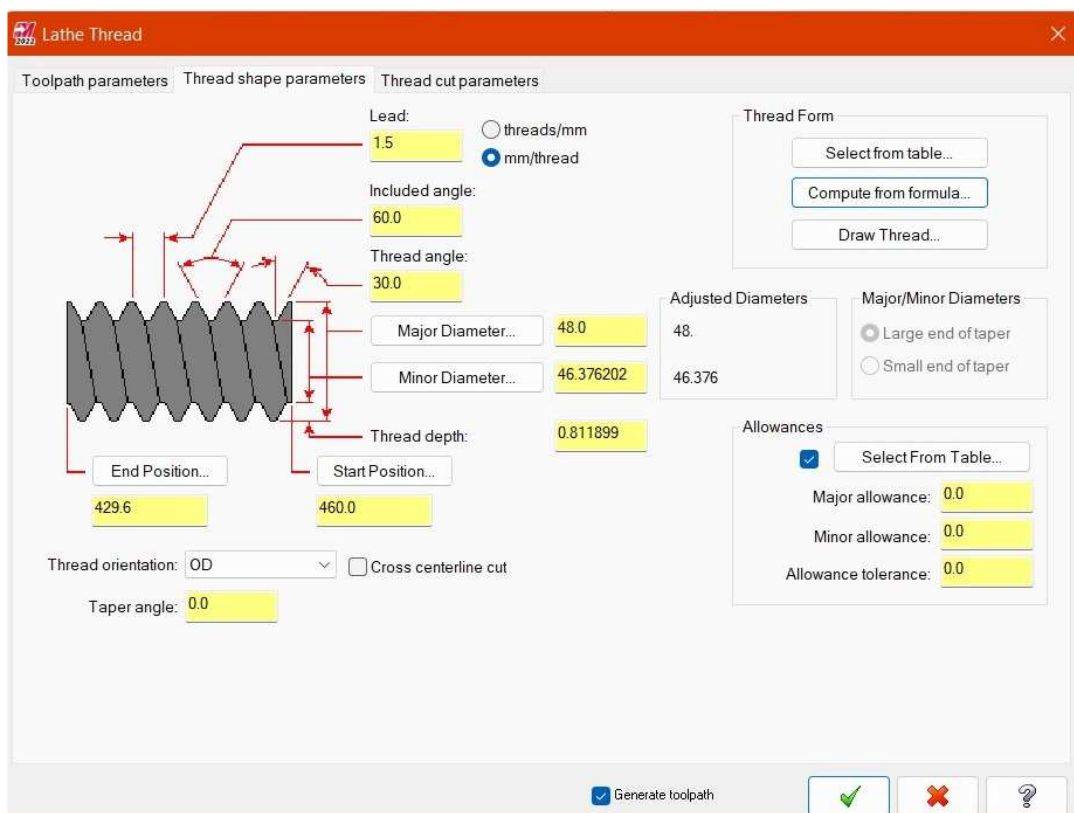 2022 Lathe Thread
Toolpath parameters Thread shape parameters Thread cut parameters
Lead:
1.5
threads/mm
mm/thread
Included angle:
60.0
Thread angle:
30.0
Major Diameter... 48.0
Minor Diameter... 46.376202
Thread depth: 0.811899
End Position... Start Position...
429.6 460.0
Thread orientation: OD Cross centerline cut
Taper angle: 0.0
Thread Form
Select from table...
Compute from formula...
Draw Thread...
Adjusted Diameters
48.
46.376
Major/Minor Diameters
Large end of taper
Small end of taper
Allowances
Select From Table...
Major allowance: 0.0
Minor allowance: 0.0
Allowance tolerance: 0.0
Generate toolpath
?